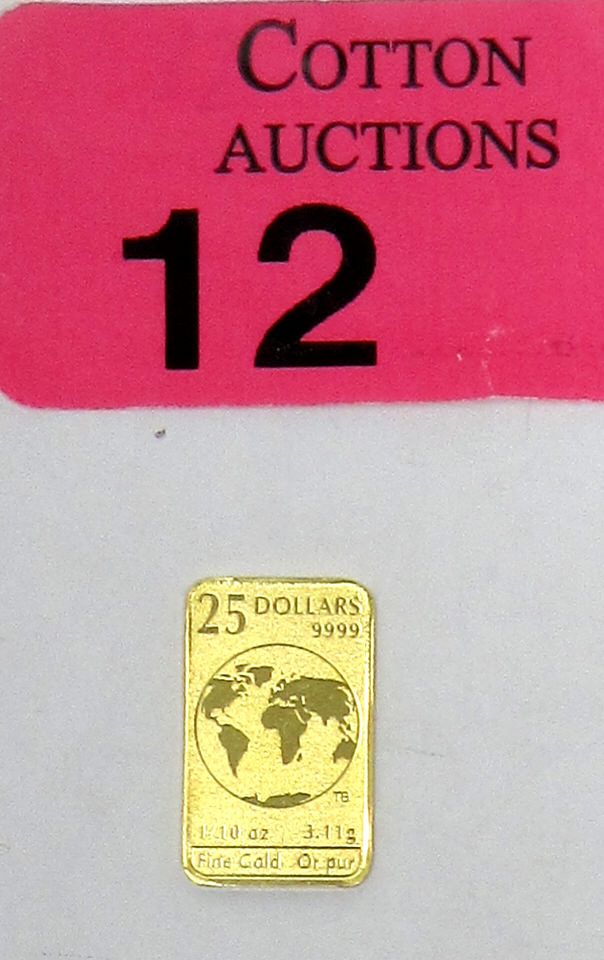 COTTON
AUCTIONS
12
25 DOLLARS
9999
TB
1/10 oz 3.11g
Fine Gold Or pur